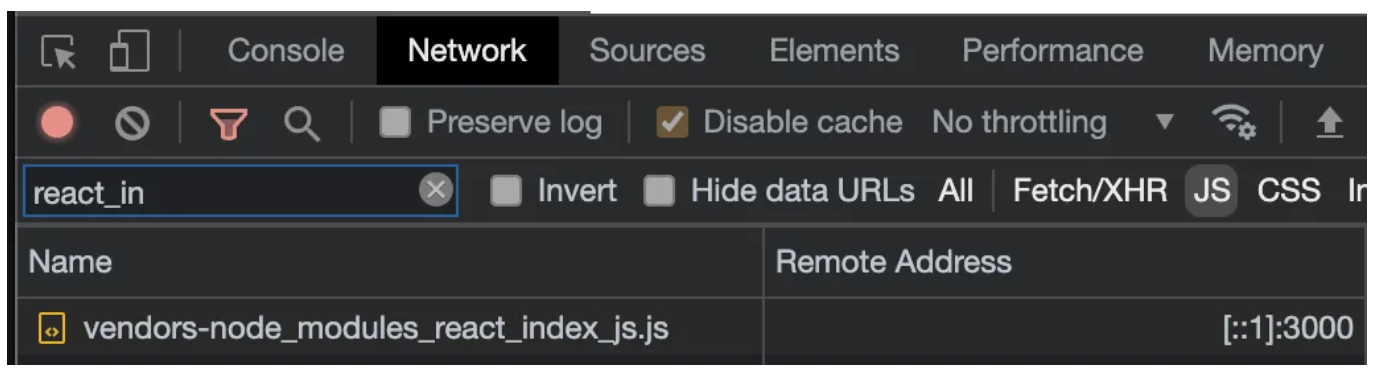 Console Network Sources Elements Performance Memory
Preserve log Disable cache No throttling
react_in Invert Hide data URLs All Fetch/XHR JS CSS
Name Remote Address
vendors-node_modules_react_index_js.js [::1]:3000